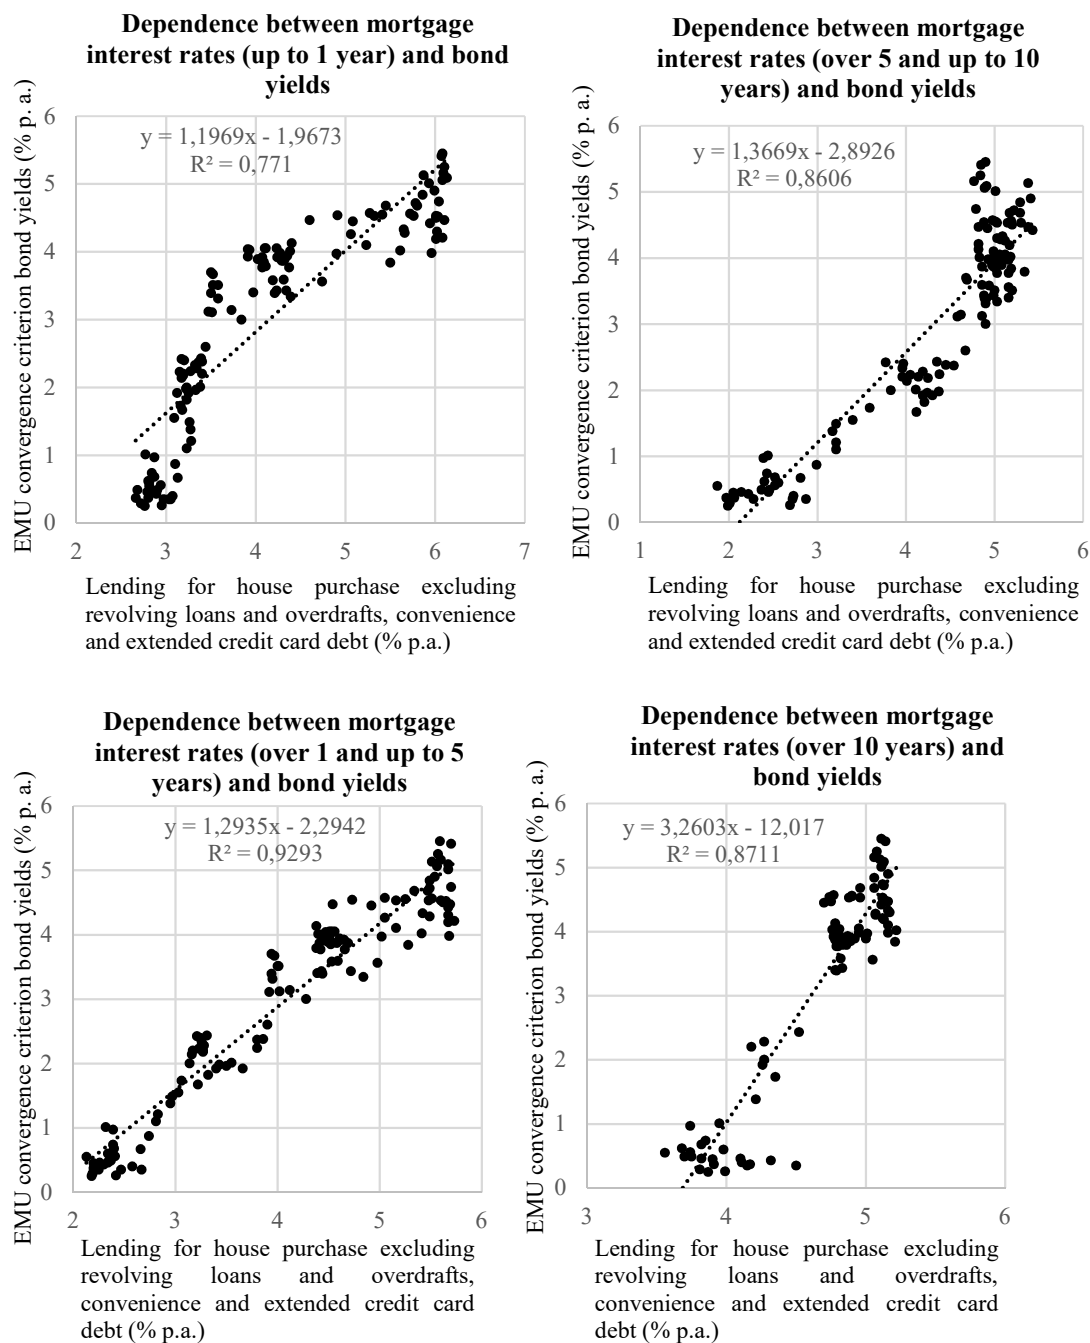 Dependence between mortgage
interest rates (up to 1 year) and bond
yields
EMU convergence criterion bond yields (% p. a.)
y = 1,1969x - 1,9673
R² = 0,771
6
5
4
3
2
1
0
2 3 4 5 6 7
Lending for house purchase excluding
revolving loans and overdrafts, convenience
and extended credit card debt (% p.a.)
Dependence between mortgage
interest rates (over 5 and up to 10
years) and bond yields
EMU convergence criterion bond yields (% p. a.)
y = 1,3669x - 2,8926
R² = 0,8606
6
5
4
3
2
1
0
1 2 3 4 5 6
Lending for house purchase excluding
revolving loans and overdrafts, convenience
and extended credit card debt (% p.a.)
Dependence between mortgage
interest rates (over 1 and up to 5
years) and bond yields
EMU convergence criterion bond yields (% p. a.)
y = 1,2935x - 2,2942
R² = 0,9293
6
5
4
3
2
1
0
2 3 4 5 6
Lending for house purchase excluding
revolving loans and overdrafts,
convenience and extended credit card
debt (% p.a.)
Dependence between mortgage
interest rates (over 10 years) and
bond yields
EMU convergence criterion bond yields (% p. a.)
y = 3,2603x - 12,017
R² = 0,8711
6
5
4
3
2
1
0
3 4 5 6
Lending for house purchase excluding
revolving loans and overdrafts,
convenience and extended credit card
debt (% p.a.)